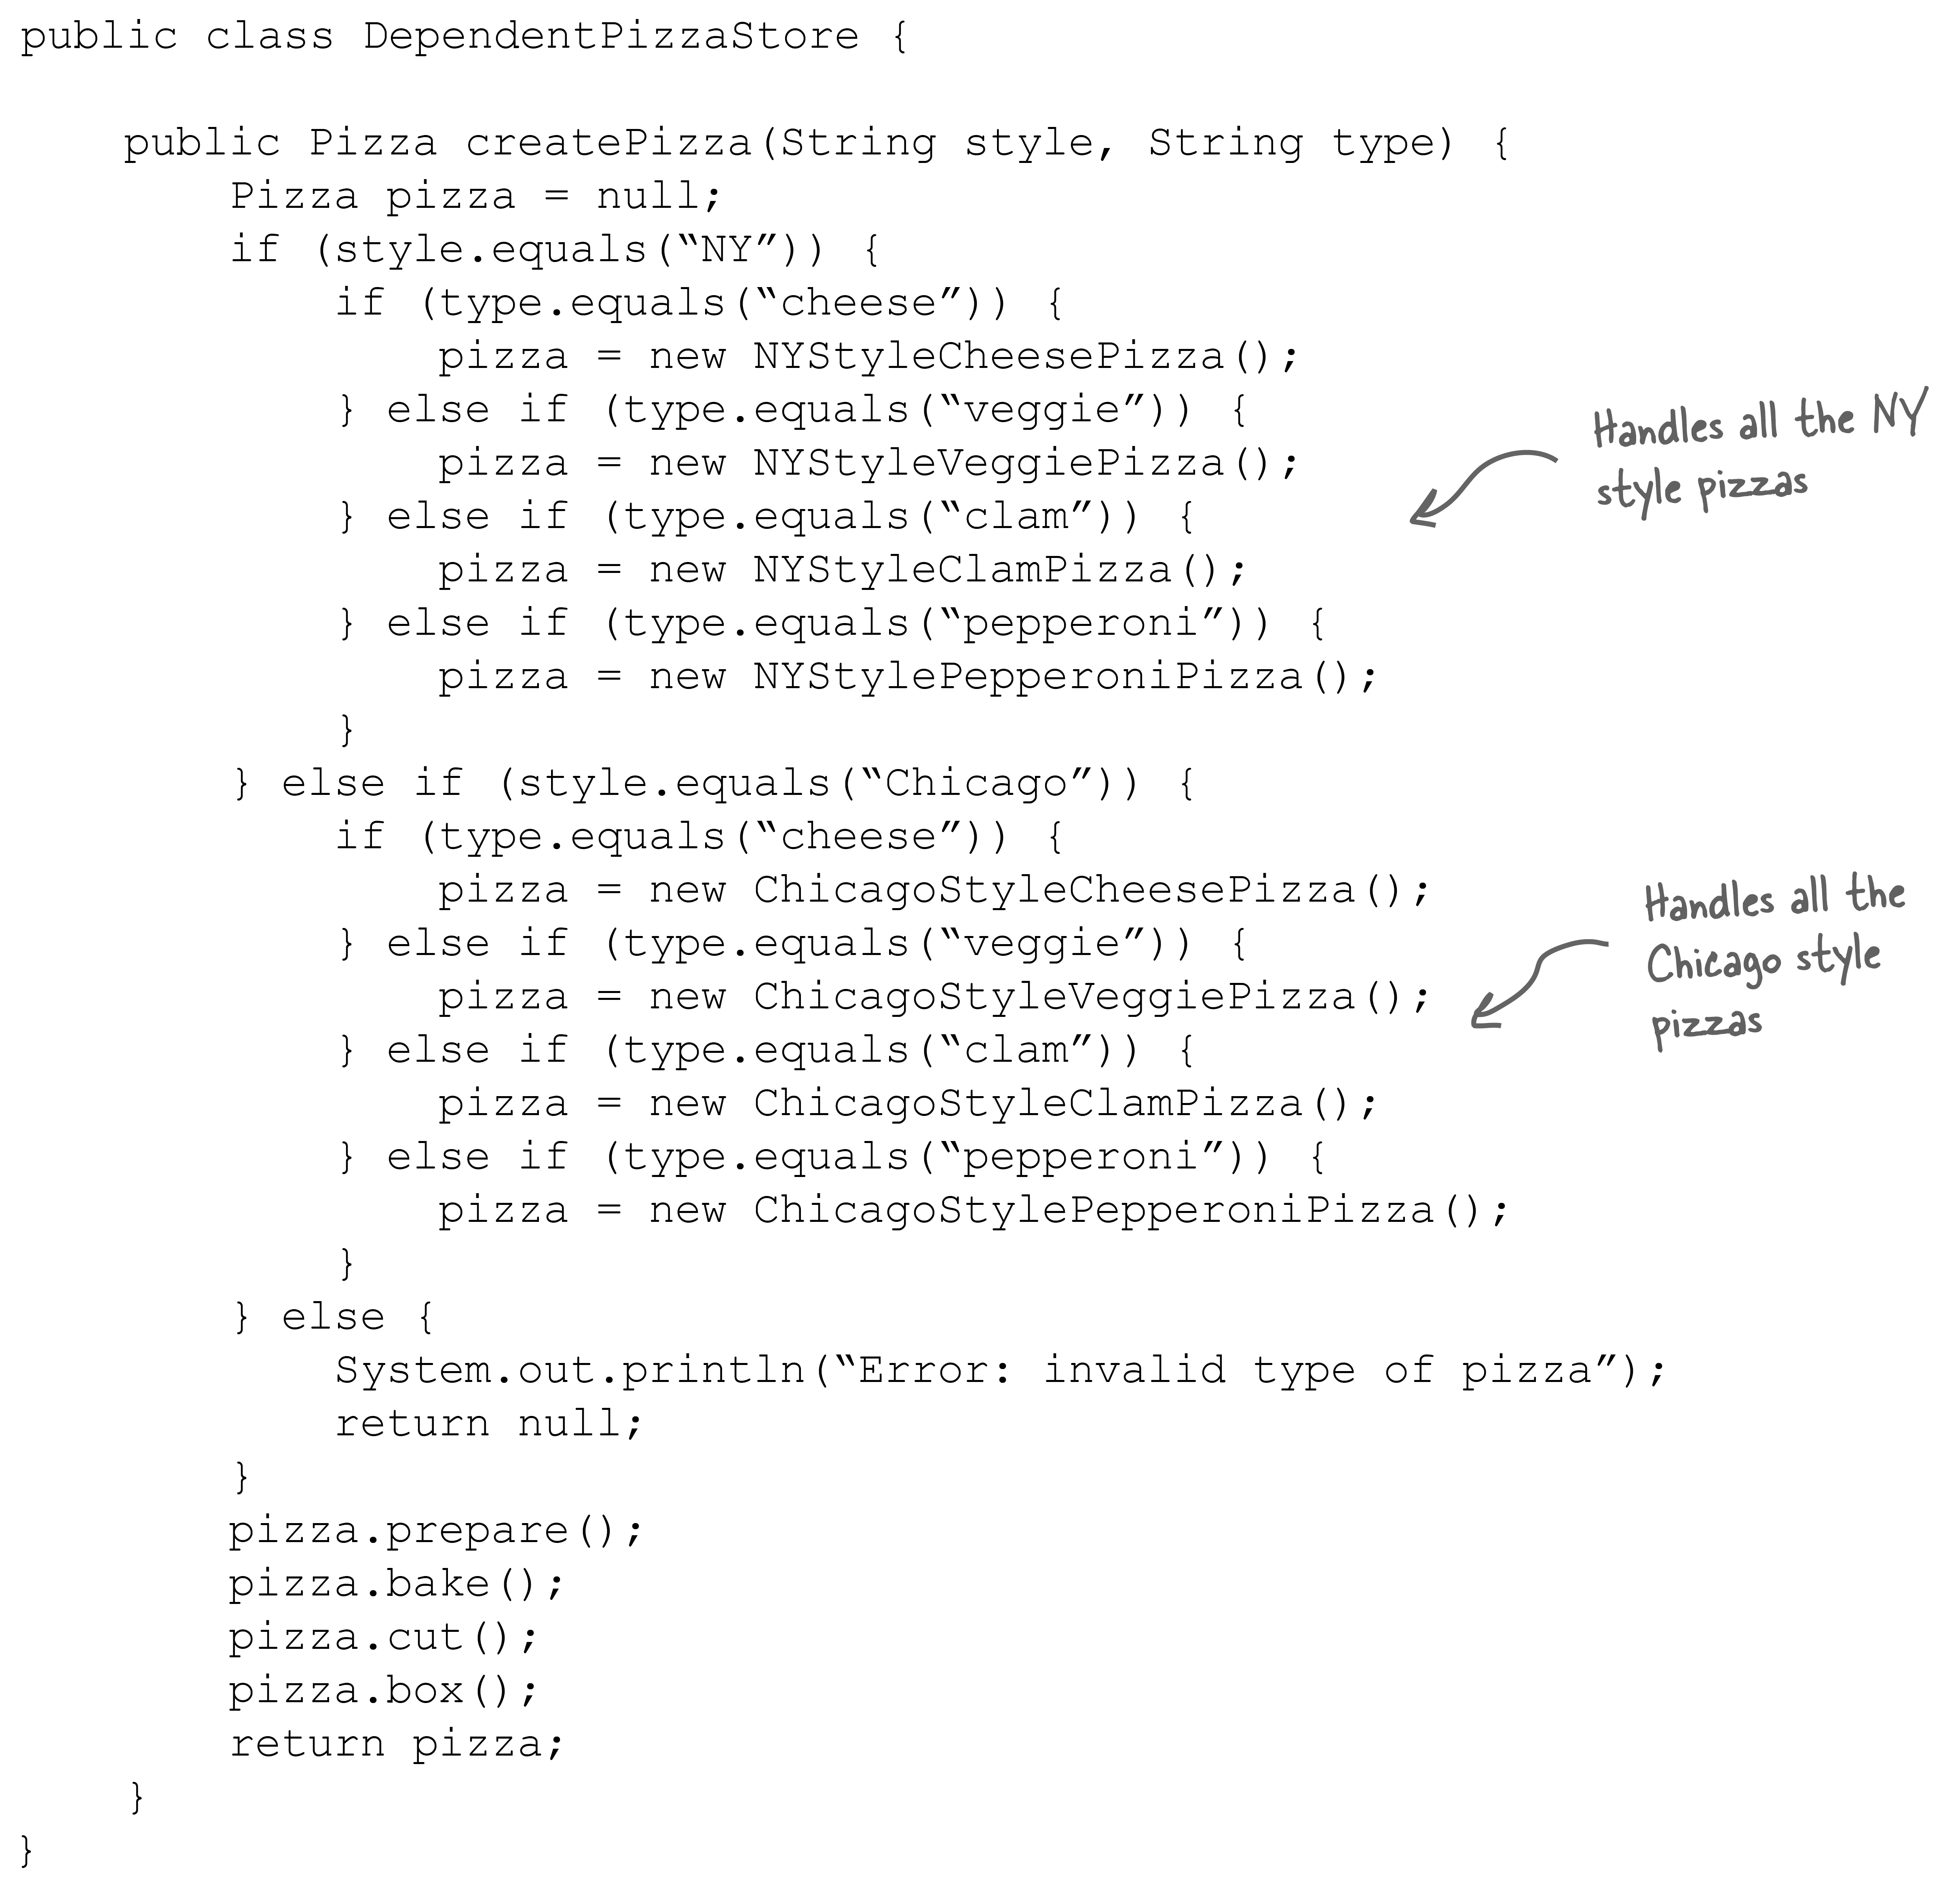 public class DependentPizzaStore {
public Pizza createPizza(String style, String type) {
Pizza pizza = null;
if (style.equals(“NY”)) {
if (type.equals(“cheese”)) {
pizza = new NYStyleCheesePizza();
} else if (type.equals(“veggie”)) {
pizza = new NYStyleVeggiePizza();
} else if (type.equals(“clam”)) {
pizza = new NYStyleClamPizza();
} else if (type.equals(“pepperoni”)) {
pizza = new NYStylePepperoniPizza();
}
Handles all the NY
style pizzas
} else if (style.equals(“Chicago”)) {
if (type.equals(“cheese”)) {
pizza = new ChicagoStyleCheesePizza();
} else if (type.equals(“veggie”)) {
pizza = new ChicagoStyleVeggiePizza();
} else if (type.equals(“clam”)) {
pizza = new ChicagoStyleClamPizza();
} else if (type.equals(“pepperoni”)) {
pizza = new ChicagoStylePepperoniPizza();
}
Handles all the
Chicago style
pizzas
} else {
System.out.println(“Error: invalid type of pizza”);
return null;
}
pizza.prepare();
pizza.bake();
pizza.cut();
pizza.box();
return pizza;
}
}